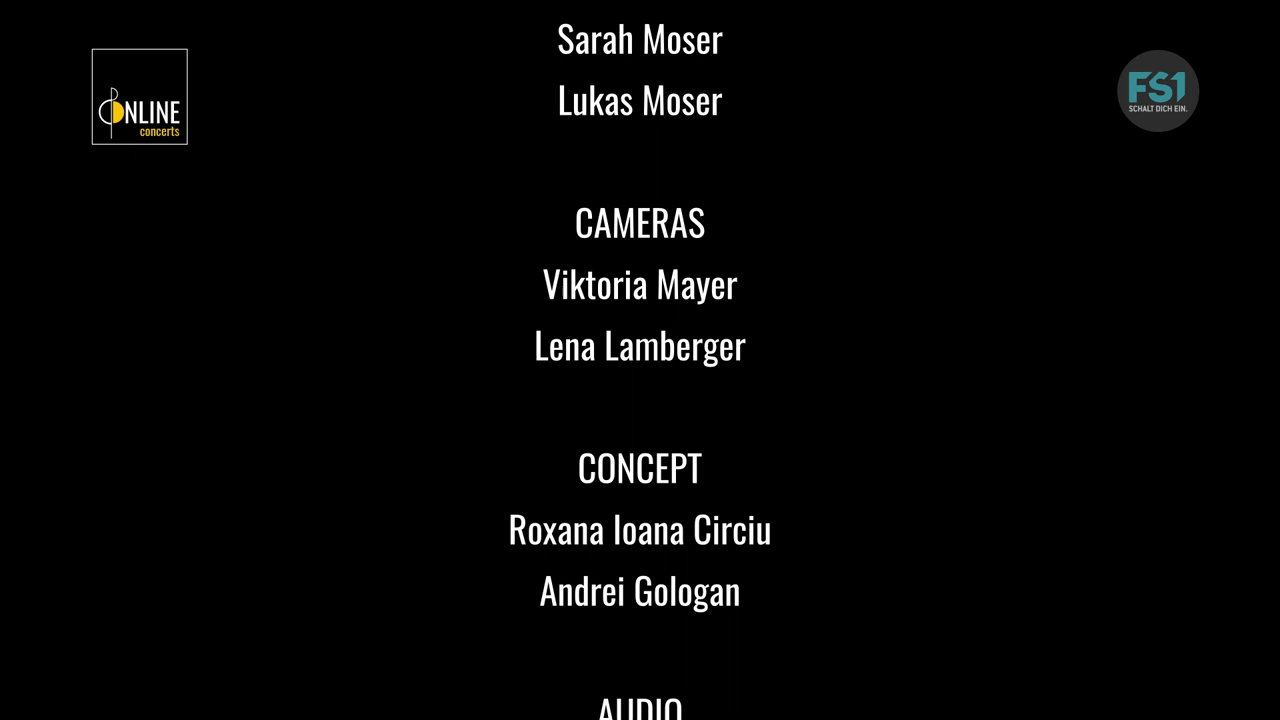 Sarah Moser
Lukas Moser
ONLINE
concerts
FS1
SCHALT DICH EIN.
CAMERAS
Viktoria Mayer
Lena Lamberger
CONCEPT
Roxana Ioana Circiu
Andrei Gologan
AUDIO